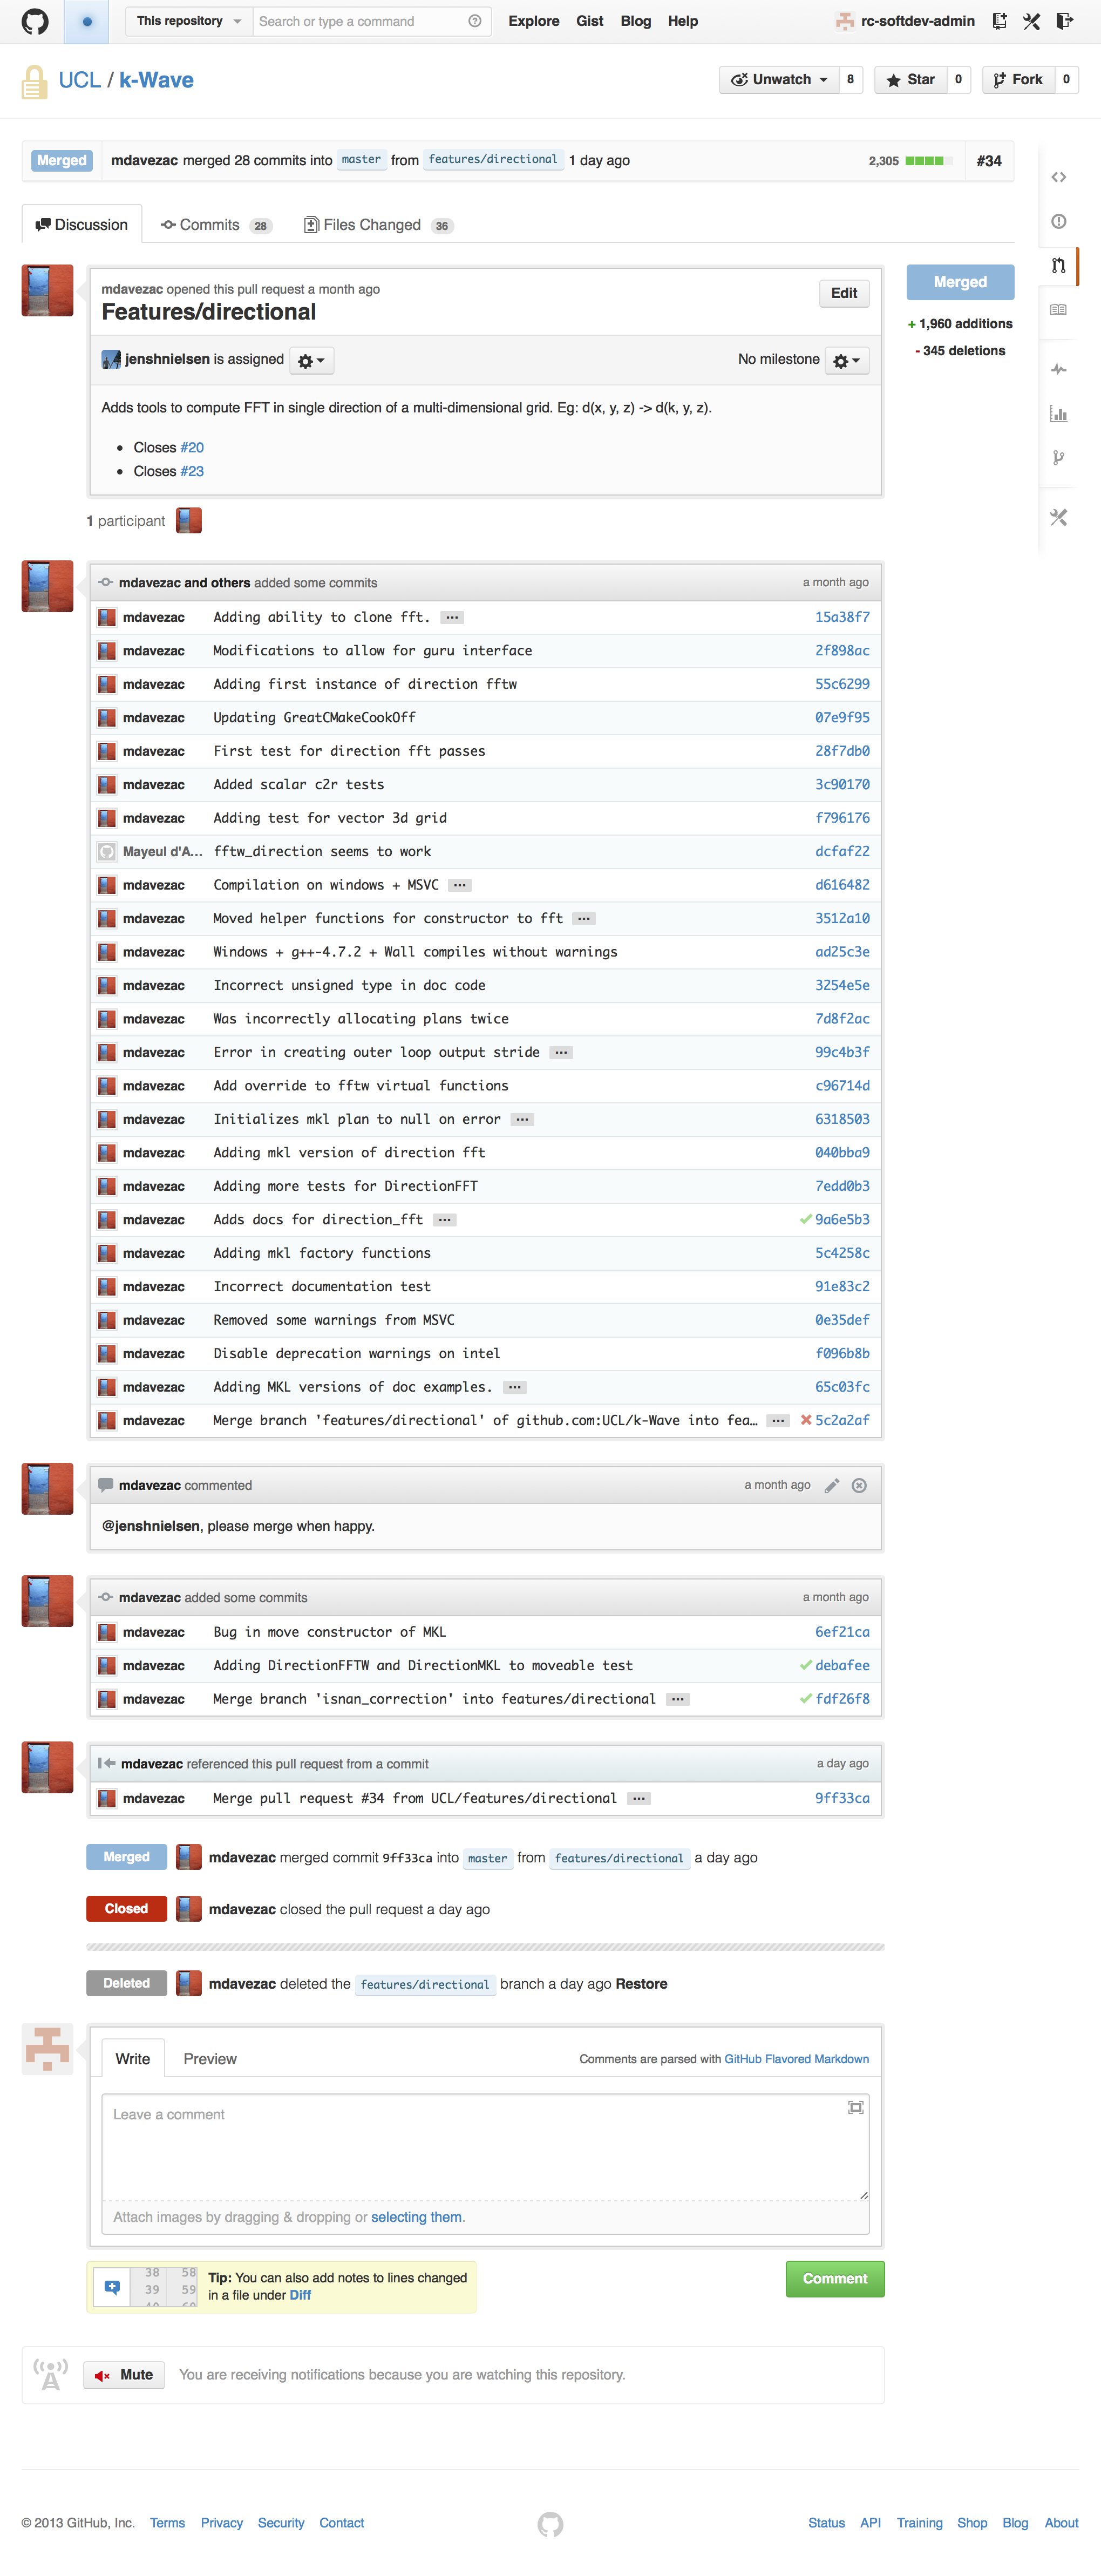 This repository Search or type a command Explore Gist Blog Help rc-softdev-admin
UCL / k-Wave Unwatch 8 Star 0 Fork 0
Merged mdavezac merged 28 commits into master from features/directional 1 day ago 2,305 #34
Discussion Commits 28 Files Changed 36
mdavezac opened this pull request a month ago
Features/directional
Edit
Merged
+ 1,960 additions
- 345 deletions
jenshnielsen is assigned No milestone
Adds tools to compute FFT in single direction of a multi-dimensional grid. Eg: d(x, y, z) -> d(k, y, z).
• Closes #20
• Closes #23
1 participant
mdavezac and others added some commits a month ago
mdavezac Adding ability to clone fft. ... 15a38f7
mdavezac Modifications to allow for guru interface 2f898ac
mdavezac Adding first instance of direction fftw 55c6299
mdavezac Updating GreatCMakeCookOff 07e9f95
mdavezac First test for direction fft passes 28f7db0
mdavezac Added scalar c2r tests 3c90170
mdavezac Adding test for vector 3d grid f796176
Mayeul d'A... fftw_direction seems to work dcfaf22
mdavezac Compilation on windows + MSVC ... d616482
mdavezac Moved helper functions for constructor to fft ... 3512a10
mdavezac Windows + g++-4.7.2 + Wall compiles without warnings ad25c3e
mdavezac Incorrect unsigned type in doc code 3254e5e
mdavezac Was incorrectly allocating plans twice 7d8f2ac
mdavezac Error in creating outer loop output stride ... 99c4b3f
mdavezac Add override to fftw virtual functions c96714d
mdavezac Initializes mkl plan to null on error ... 6318503
mdavezac Adding mkl version of direction fft 040bba9
mdavezac Adding more tests for DirectionFFT 7edd0b3
mdavezac Adds docs for direction_fft ... 9a6e5b3
mdavezac Adding mkl factory functions 5c4258c
mdavezac Incorrect documentation test 91e83c2
mdavezac Removed some warnings from MSVC 0e35def
mdavezac Disable deprecation warnings on intel f096b8b
mdavezac Adding MKL versions of doc examples. ... 65c03fc
mdavezac Merge branch 'features/directional' of github.com:UCL/k-Wave into fea... ... 5c2a2af
mdavezac commented a month ago
@jenshnielsen, please merge when happy.
mdavezac added some commits a month ago
mdavezac Bug in move constructor of MKL 6ef21ca
mdavezac Adding DirectionFFTW and DirectionMKL to moveable test debafee
mdavezac Merge branch 'isnan_correction' into features/directional ... fdf26f8
mdavezac referenced this pull request from a commit a day ago
mdavezac Merge pull request #34 from UCL/features/directional ... 9ff33ca
Merged mdavezac merged commit 9ff33ca into master from features/directional a day ago
Closed mdavezac closed the pull request a day ago
Deleted mdavezac deleted the features/directional branch a day ago Restore
Write Preview Comments are parsed with GitHub Flavored Markdown
Leave a comment
Attach images by dragging & dropping or selecting them.
38 58
39 59
40 60
Tip: You can also add notes to lines changed
in a file under Diff
Comment
Mute You are receiving notifications because you are watching this repository.
© 2013 GitHub, Inc. Terms Privacy Security Contact Status API Training Shop Blog About